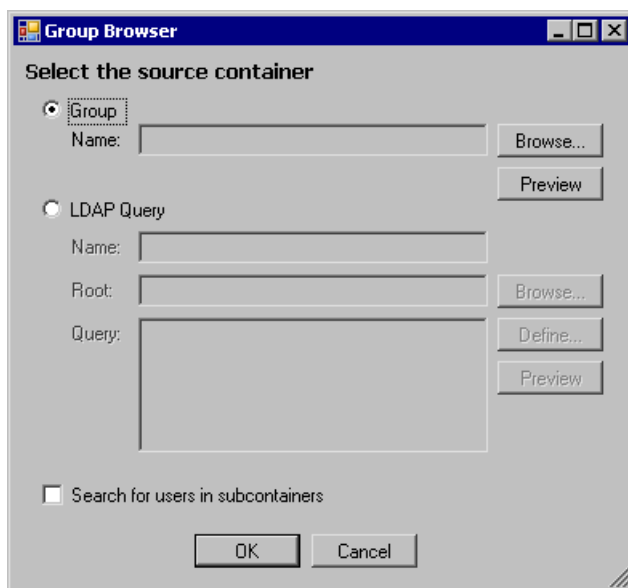 Group Browser
Select the source container
Group
Name: Browse...
Preview
LDAP Query
Name:
Root: Browse...
Query: Define...
Preview
Search for users in subcontainers
OK Cancel